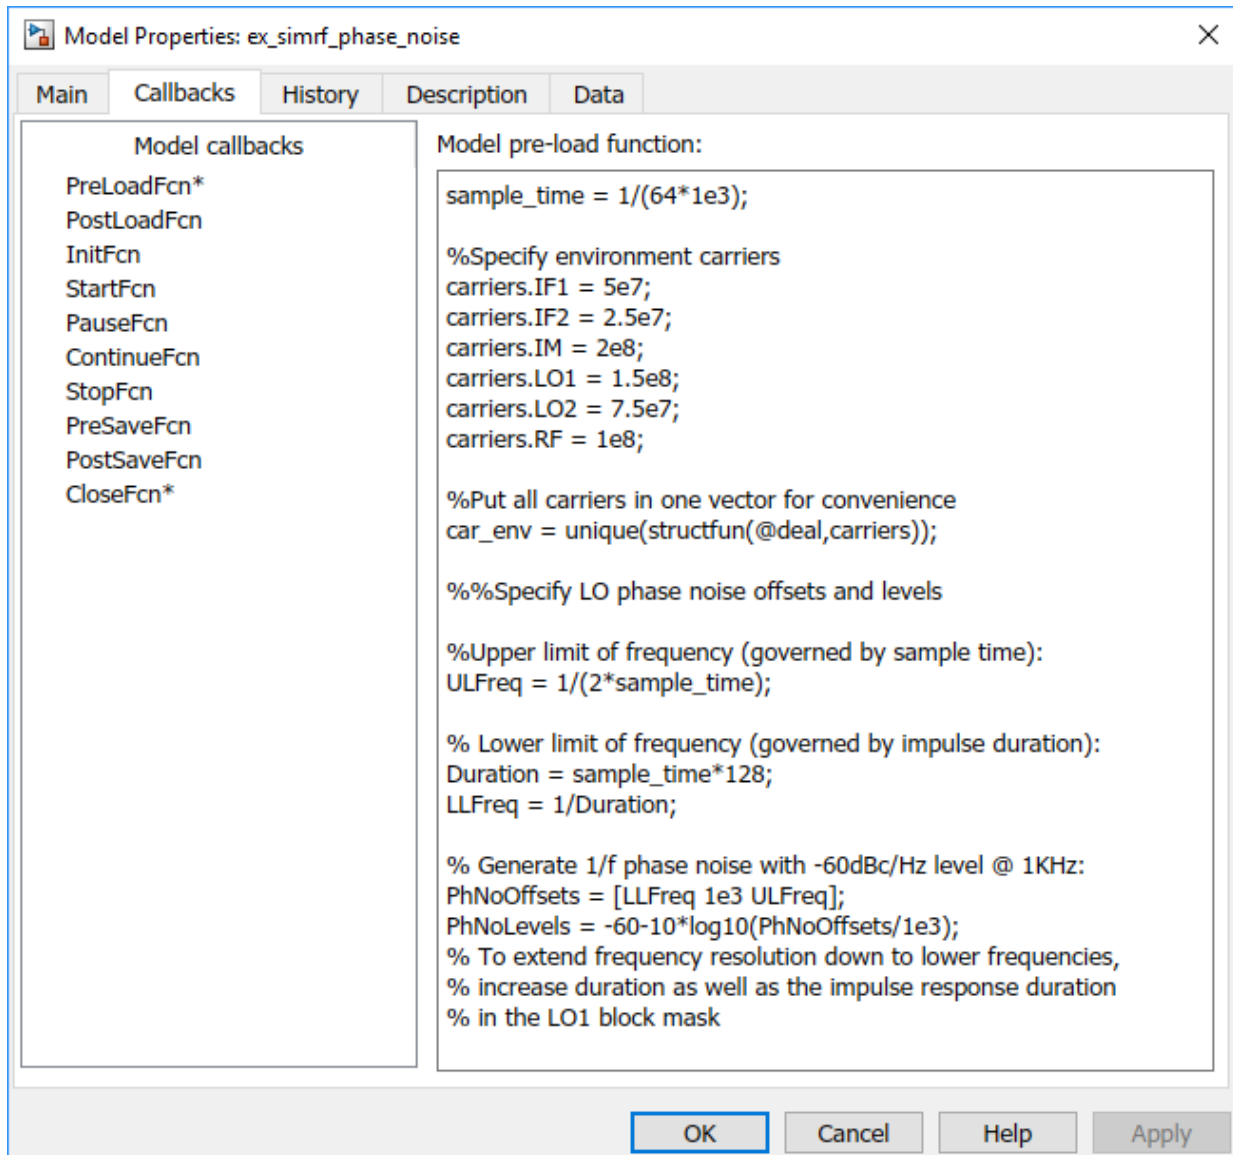 Model Properties: ex_simrf_phase_noise
Main Callbacks History Description Data
Model callbacks
PreLoadFcn*
PostLoadFcn
InitFcn
StartFcn
PauseFcn
ContinueFcn
StopFcn
PreSaveFcn
PostSaveFcn
CloseFcn*
Model pre-load function:
sample_time = 1/(64*1e3);
%Specify environment carriers
carriers.IF1 = 5e7;
carriers.IF2 = 2.5e7;
carriers.IM = 2e8;
carriers.LO1 = 1.5e8;
carriers.LO2 = 7.5e7;
carriers.RF = 1e8;
%Put all carriers in one vector for convenience
car_env = unique(structfun(@deal,carriers));
%%Specify LO phase noise offsets and levels
%Upper limit of frequency (governed by sample time):
ULFreq = 1/(2*sample_time);
% Lower limit of frequency (governed by impulse duration):
Duration = sample_time*128;
LLFreq = 1/Duration;
% Generate 1/f phase noise with -60dBc/Hz level @ 1KHz:
PhNoOffsets = [LLFreq 1e3 ULFreq];
PhNoLevels = -60-10*log10(PhNoOffsets/1e3);
% To extend frequency resolution down to lower frequencies,
% increase duration as well as the impulse response duration
% in the LO1 block mask
OK Cancel Help Apply